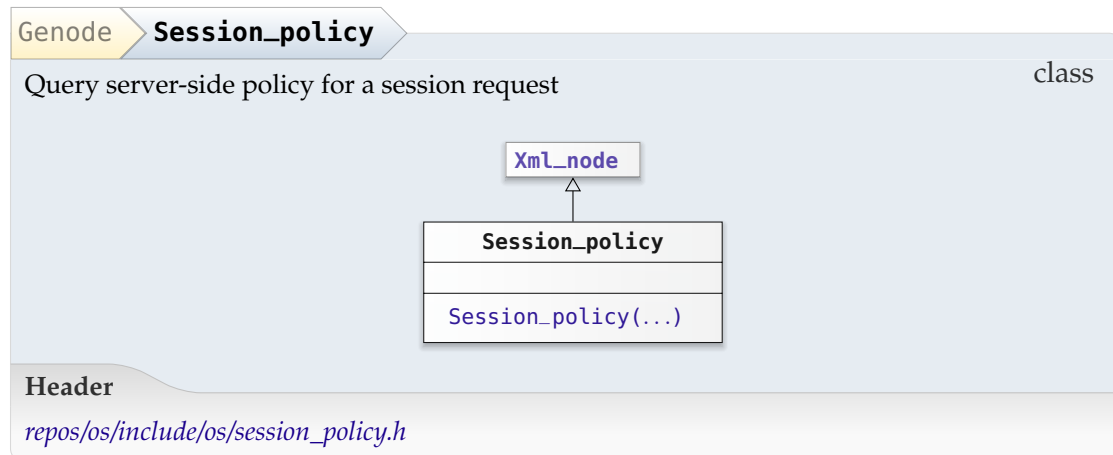 Genode Session_policy
class
Query server-side policy for a session request
Xml_node
Session_policy
Session_policy(...)
Header
repos/os/include/os/session_policy.h